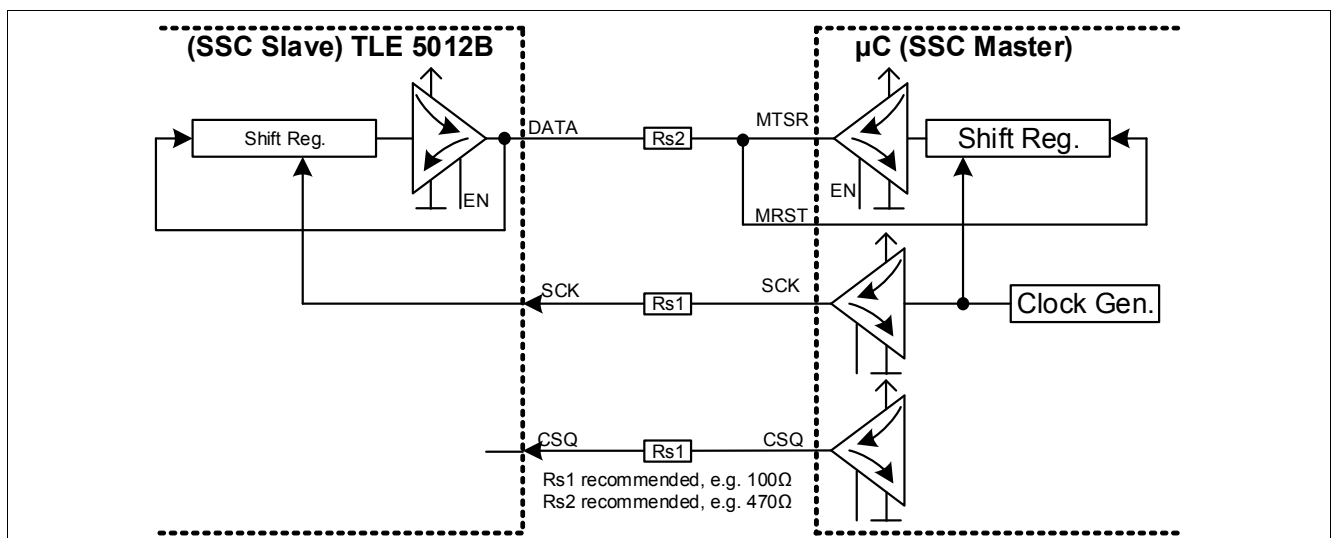 (SSC Slave) TLE 5012B
µC (SSC Master)
Shift Reg.
EN
DATA
Rs2
MTSR
Shift Reg.
EN
MRST
SCK
Rs1
SCK
Clock Gen.
CSQ
Rs1
CSQ
Rs1 recommended, e.g. 100Ω
Rs2 recommended, e.g. 470Ω